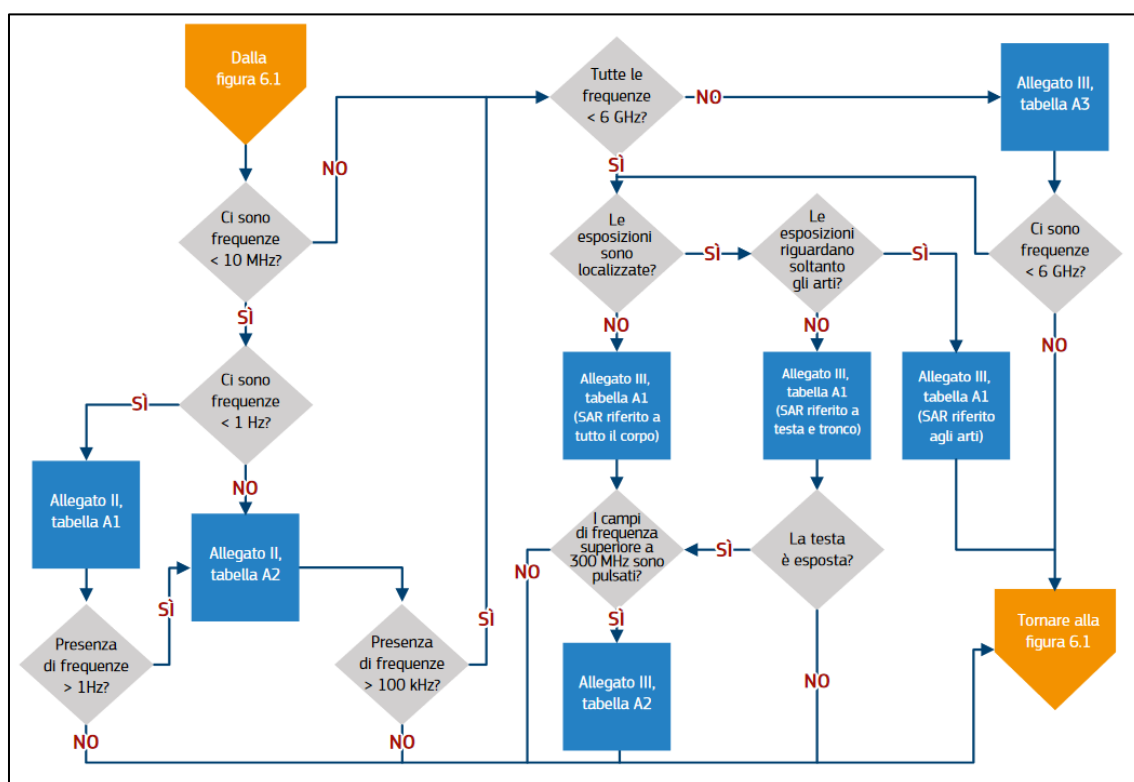 Dalla
figura 6.1
Tutte le
frequenze
< 6 GHz?
NO
Allegato III,
tabella A3
NO
SÌ
Ci sono
frequenze
< 10 MHz?
Le
esposizioni
sono
localizzate?
SÌ
Le
esposizioni
riguardano
soltanto
gli arti?
SÌ
Ci sono
frequenze
< 6 GHz?
SÌ
NO
NO
NO
Ci sono
frequenze
< 1 Hz?
SÌ
Allegato III,
tabella A1
(SAR riferito a
tutto il corpo)
Allegato III,
tabella A1
(SAR riferito a
testa e tronco)
Allegato III,
tabella A1
(SAR riferito
agli arti)
NO
Allegato II,
tabella A1
Allegato II,
tabella A2
I campi
di frequenza
superiore a
300 MHz sono
pulsati?
SÌ
La testa
è esposta?
NO
SÌ
SÌ
SÌ
Presenza
di frequenze
> 1Hz?
Presenza
di frequenze
> 100 kHz?
Allegato III,
tabella A2
NO
Tornare alla
figura 6.1
NO
NO